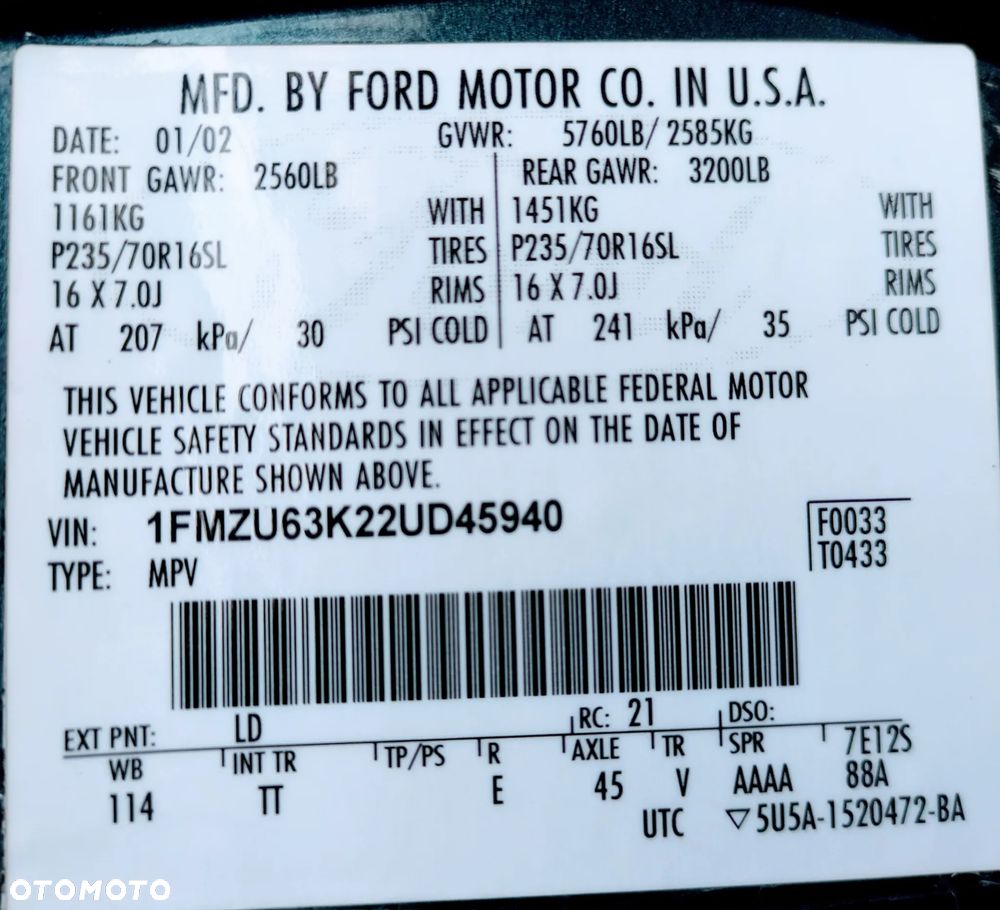 MFD. BY FORD MOTOR CO. IN U.S.A.
DATE: 01/02 GVWR: 5760LB/ 2585KG
FRONT GAWR: 2560LB REAR GAWR: 3200LB
1161KG WITH 1451KG WITH
P235/70R16SL TIRES P235/70R16SL TIRES
16 X 7.0J RIMS 16 X 7.0J RIMS
AT 207 kPa/ 30 PSI COLD AT 241 kPa/ 35 PSI COLD
THIS VEHICLE CONFORMS TO ALL APPLICABLE FEDERAL MOTOR
VEHICLE SAFETY STANDARDS IN EFFECT ON THE DATE OF
MANUFACTURE SHOWN ABOVE.
VIN: 1FMZU63K22UD45940 F0033
TYPE: MPV T0433
EXT PNT: LD RC: 21 DSO:
WB INT TR TP/PS R AXLE TR SPR 7E12S
114 TT E 45 V AAAA 88A
UTC ▽5U5A-1520472-BA
OTOMOTO